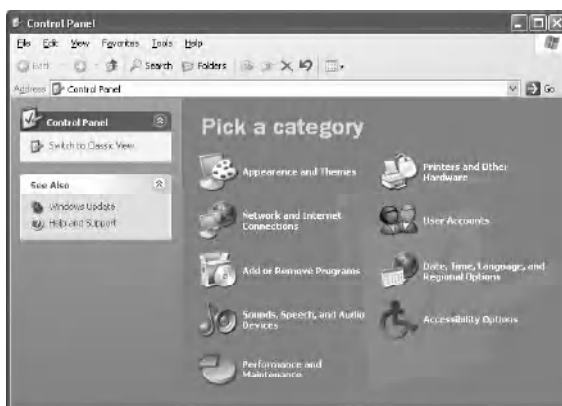 Control Panel
File Edit View Favorites Tools Help
Back Search Folders
Address Control Panel Go
Control Panel
Switch to Classic View
See Also
Windows Update
Help and Support
Pick a category
Appearance and Themes
Printers and Other
Hardware
Network and Internet
Connections
User Accounts
Add or Remove Programs
Date, Time, Language, and
Regional Options
Sounds, Speech, and Audio
Devices
Accessibility Options
Performance and
Maintenance